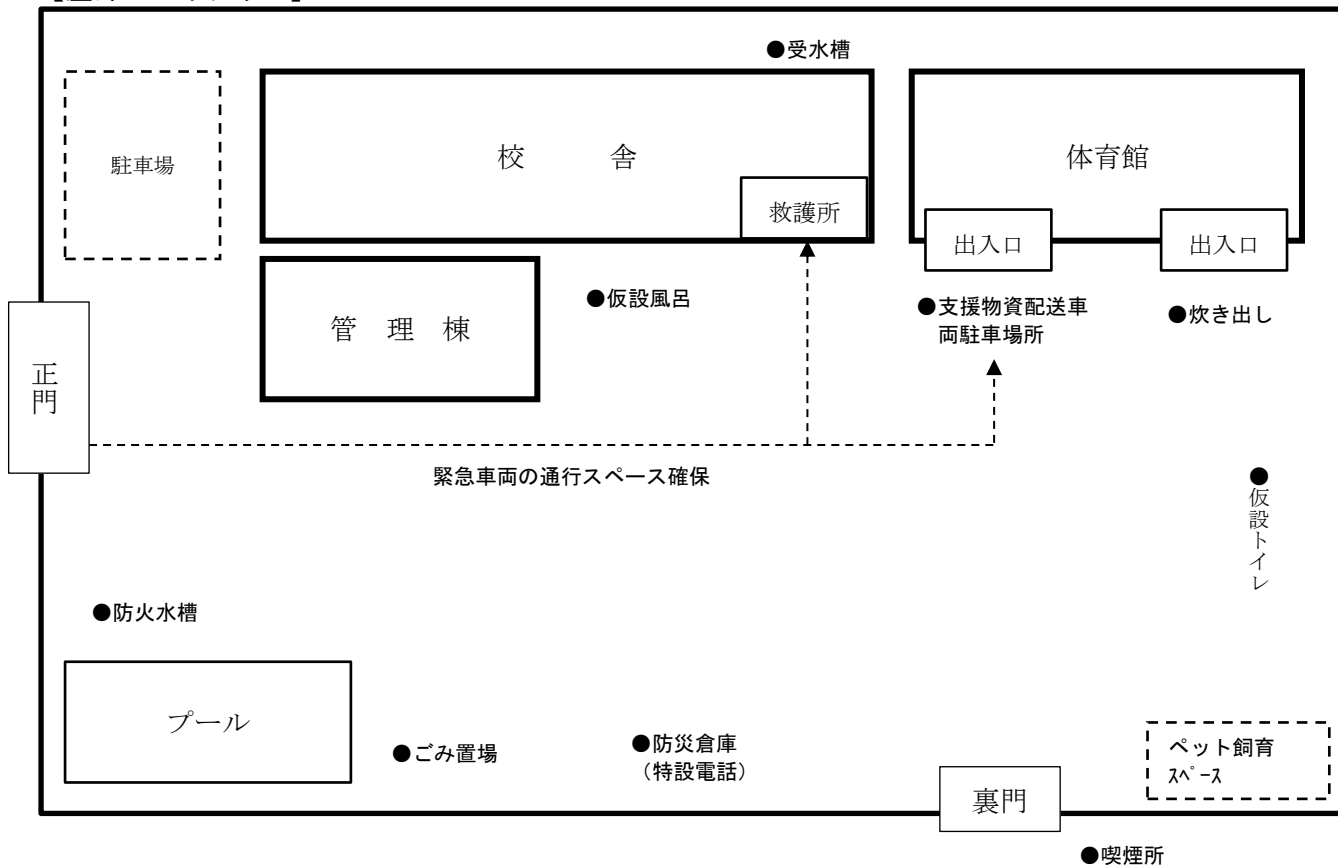 ●受水槽
駐車場
校　舎
体育館
救護所
出入口
出入口
●仮設風呂
●支援物資配送車
両駐車場所
●炊き出し
管 理 棟
正門
緊急車両の通行スペース確保
●仮設トイレ
●防火水槽
プール
●ごみ置場
●防災倉庫
（特設電話）
ペット飼育
ｽﾍﾟｰｽ
裏門
●喫煙所